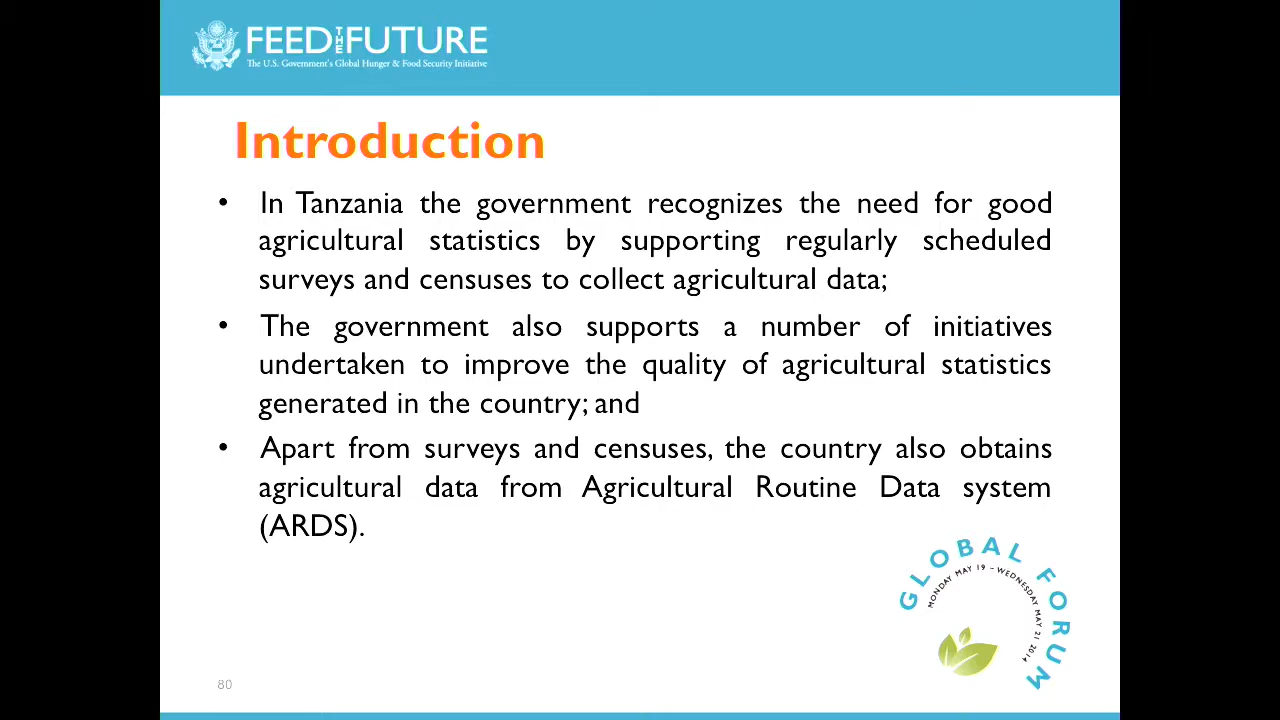 FEED THE FUTURE
The U.S. Government's Global Hunger & Food Security Initiative
Introduction
• In Tanzania the government recognizes the need for good
agricultural statistics by supporting regularly scheduled
surveys and censuses to collect agricultural data;
• The government also supports a number of initiatives
undertaken to improve the quality of agricultural statistics
generated in the country; and
• Apart from surveys and censuses, the country also obtains
agricultural data from Agricultural Routine Data system
(ARDS).
GLOBAL FORUM
MONDAY MAY 19 – WEDNESDAY MAY 21 2014
80